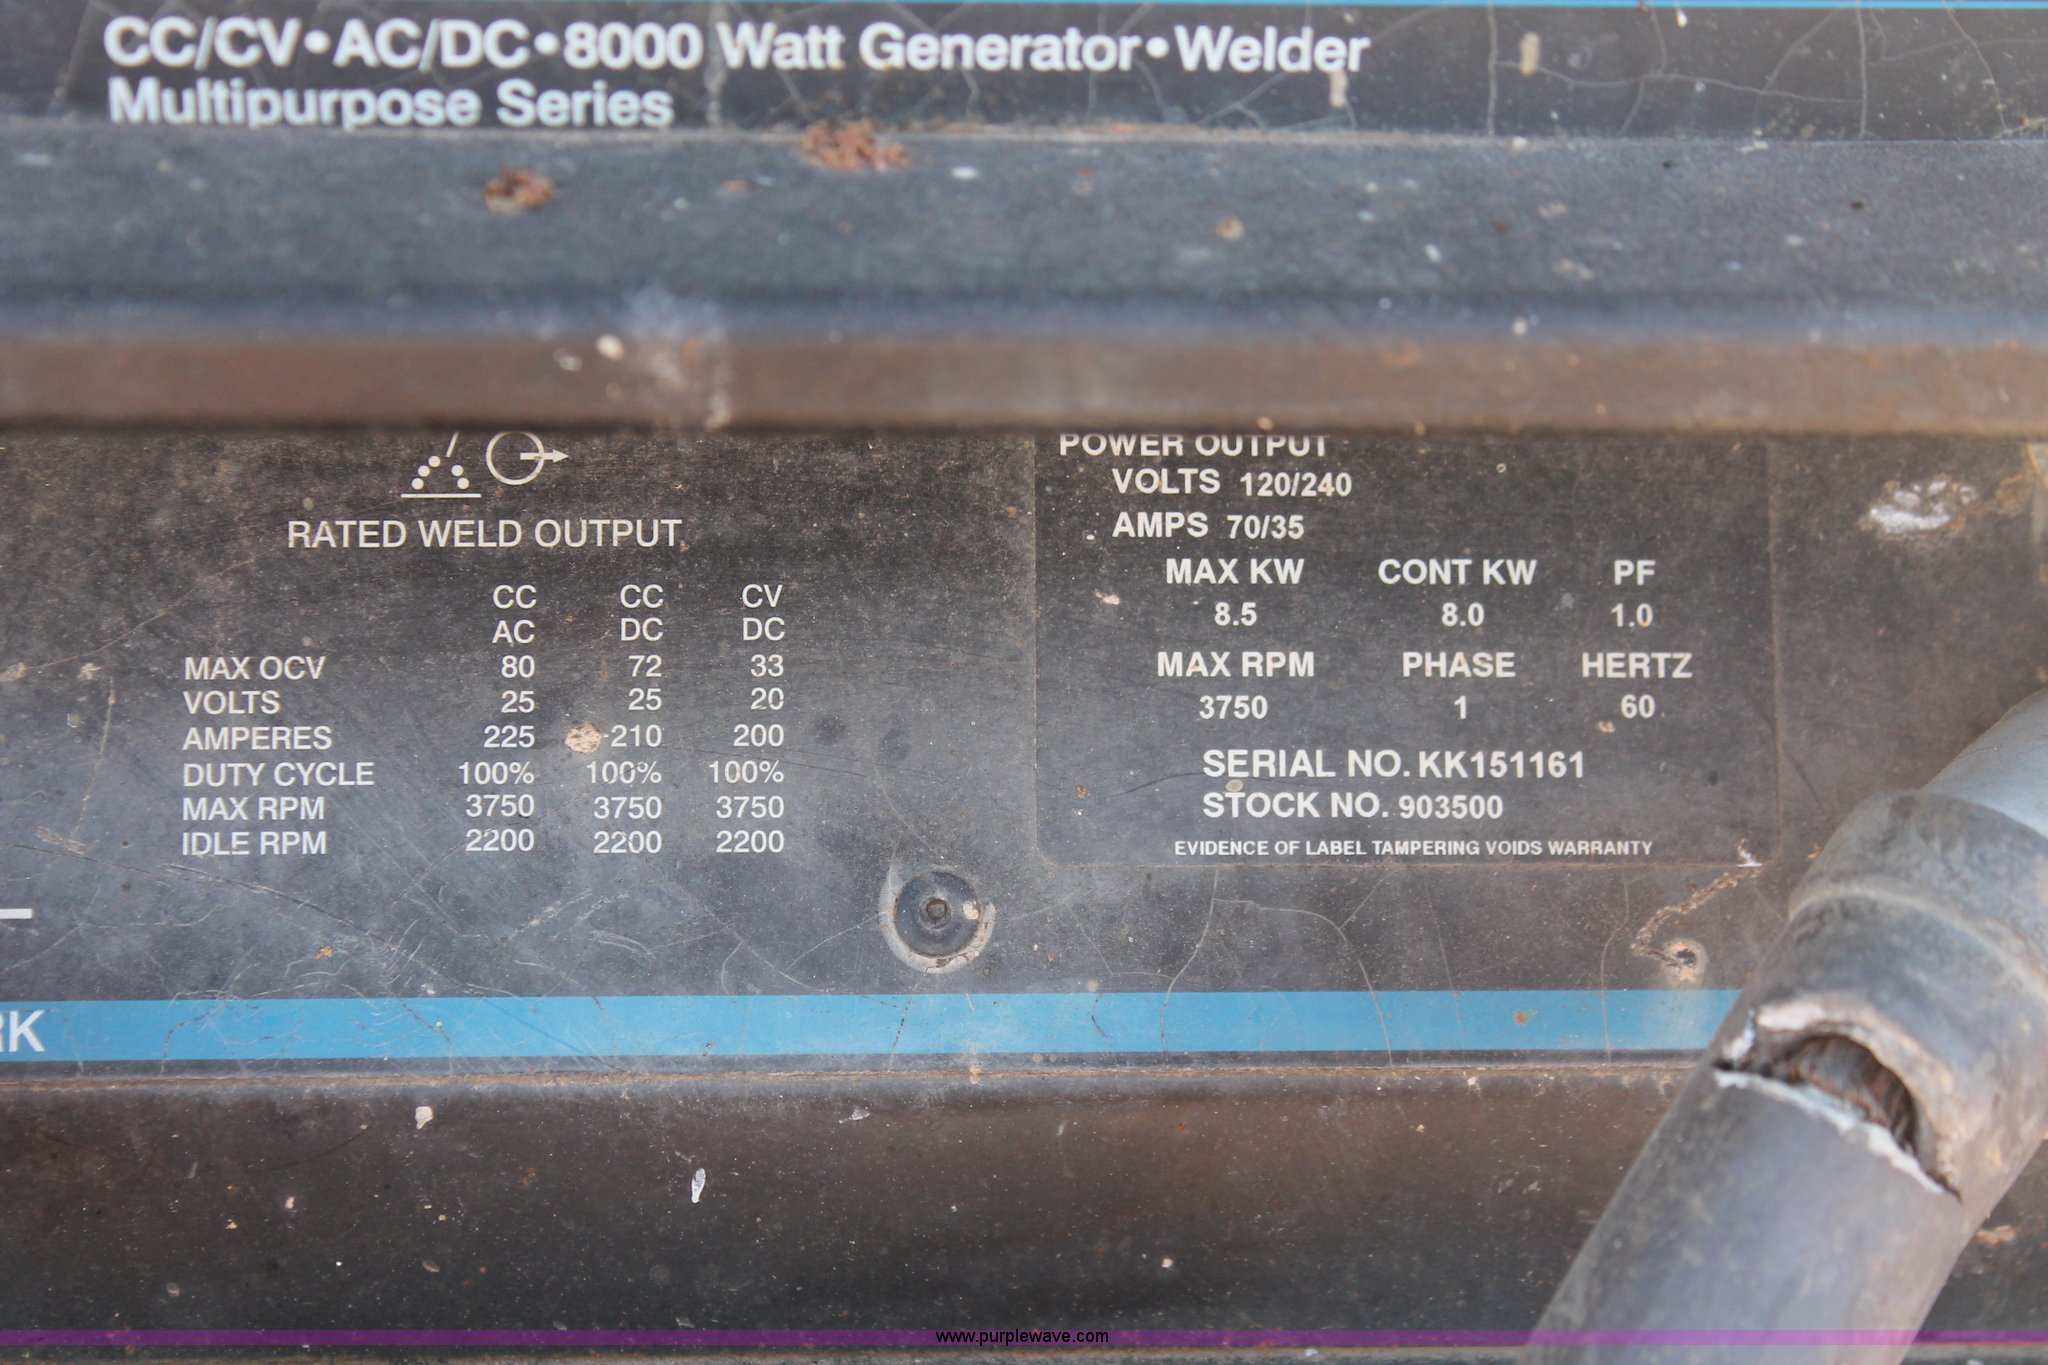 CC/CV•AC/DC•8000 Watt Generator•Welder
Multipurpose Series
RATED WELD OUTPUT
CC CC CV
AC DC DC
MAX OCV 80 72 33
VOLTS 25 25 20
AMPERES 225 210 200
DUTY CYCLE 100% 100% 100%
MAX RPM 3750 3750 3750
IDLE RPM 2200 2200 2200
POWER OUTPUT
VOLTS 120/240
AMPS 70/35
MAX KW CONT KW PF
8.5 8.0 1.0
MAX RPM PHASE HERTZ
3750 1 60
SERIAL NO. KK151161
STOCK NO. 903500
EVIDENCE OF LABEL TAMPERING VOIDS WARRANTY
www.purplewave.com